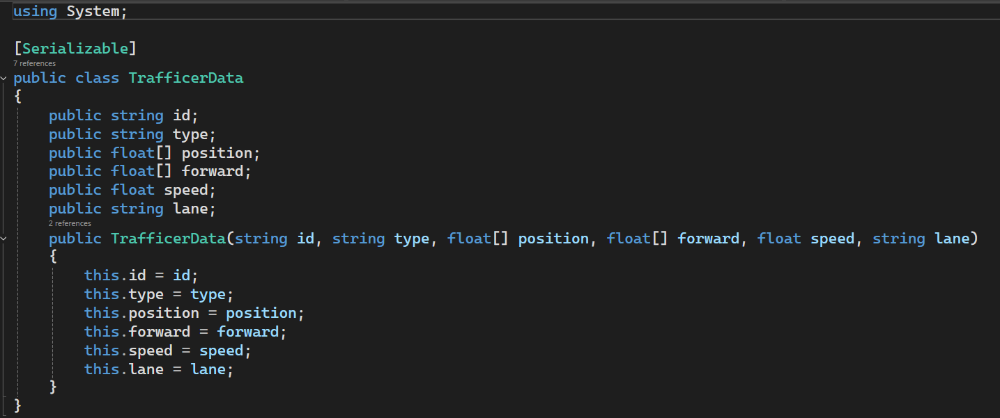 using System;
[Serializable]
7 references
public class TrafficerData
{
public string id;
public string type;
public float[] position;
public float[] forward;
public float speed;
public string lane;
2 references
public TrafficerData(string id, string type, float[] position, float[] forward, float speed, string lane)
{
this.id = id;
this.type = type;
this.position = position;
this.forward = forward;
this.speed = speed;
this.lane = lane;
}
}